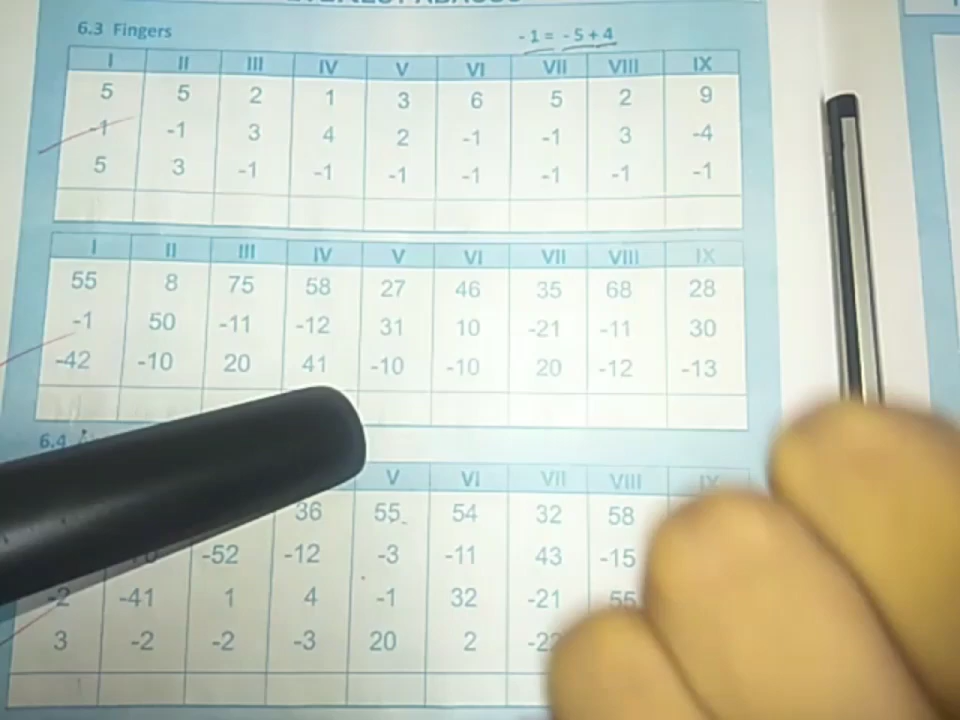 6.3 Fingers -1 = -5+4
I II III IV V VI VII VIII IX
5 5 2 1 3 6 5 2 9
-1 -1 3 4 2 -1 -1 3 -4
5 3 -1 -1 -1 -1 -1 -1 -1
I II III IV V VI VII VIII IX
55 8 75 58 27 46 35 68 28
-1 50 -11 -12 31 10 -21 -11 30
-42 -10 20 41 -10 -10 20 -12 -13
6.4
V VI VII VIII IX
36 55 54 32 58
-52 -12 -3 -11 43 -15
-2 -41 1 4 -1 32 -21 55
3 -2 -2 -3 20 2 -22